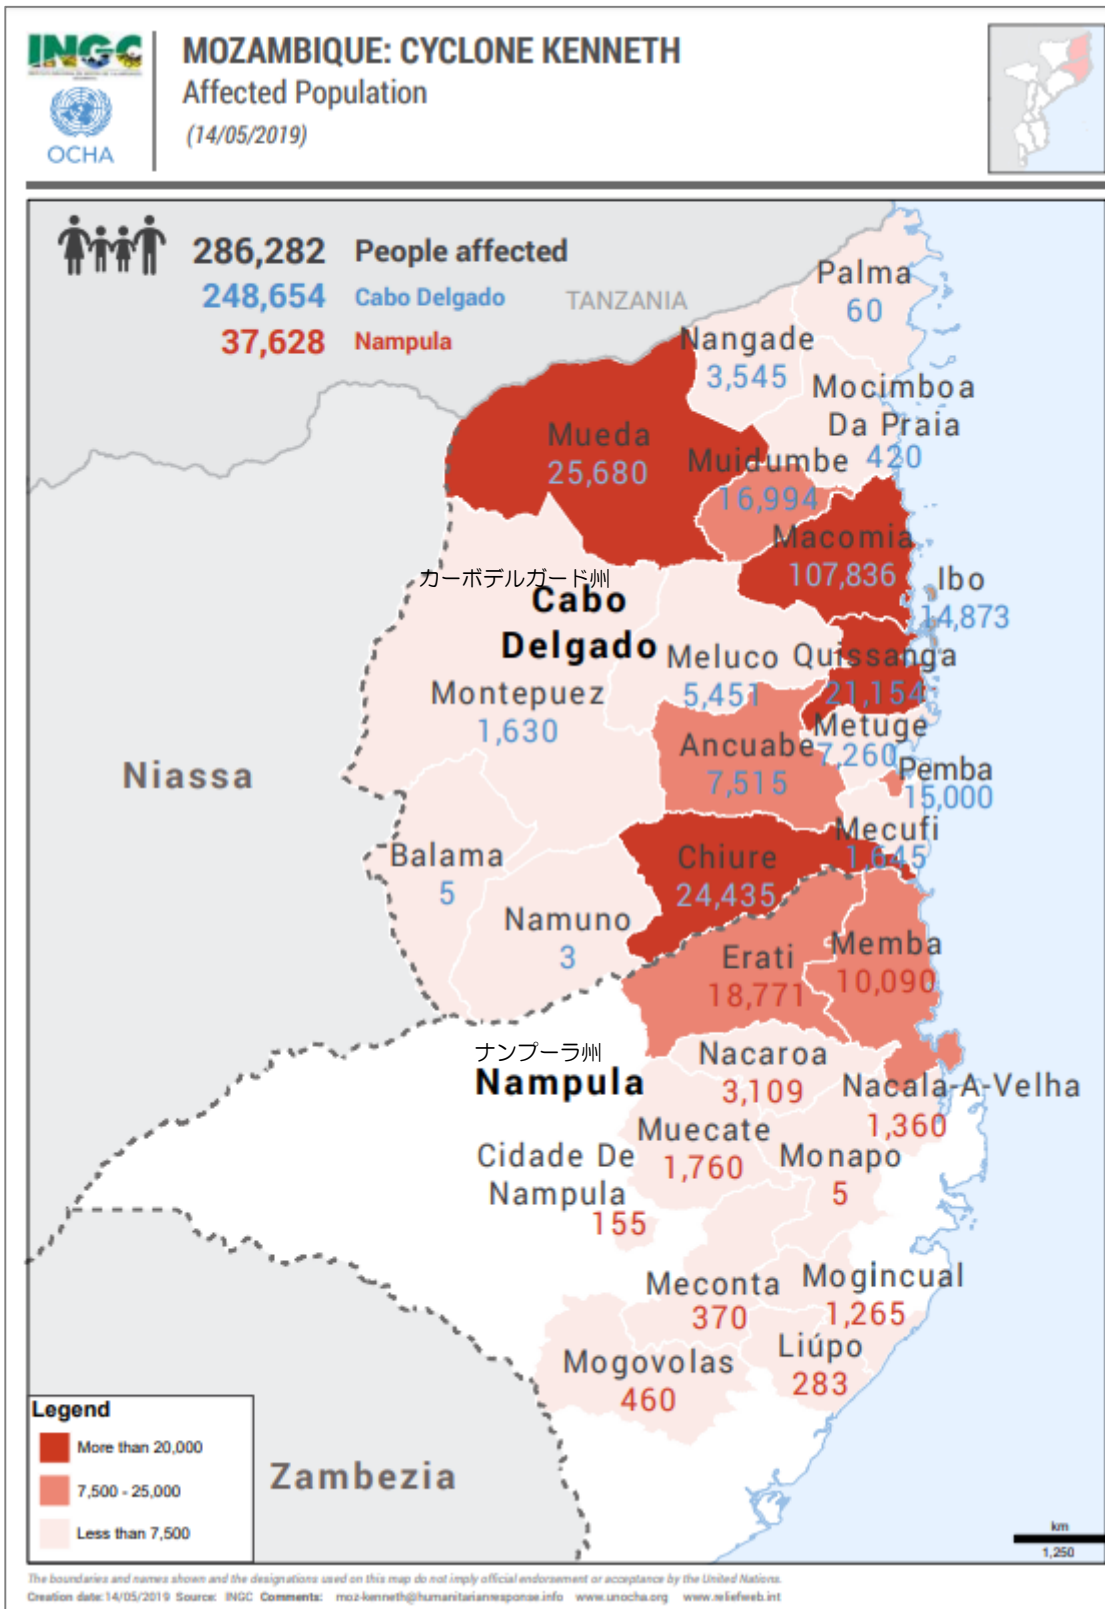 INGC
OCHA
MOZAMBIQUE: CYCLONE KENNETH
Affected Population
(14/05/2019)
286,282 People affected
248,654 Cabo Delgado
37,628 Nampula
TANZANIA
Palma
60
Nangade
3,545
Mocimboa
Da Praia
420
Mueda
25,680
Muidumbe
16,994
Macomia
107,836
Ibo
14,873
カーボデルガード州
Cabo
Delgado
Meluco
5,451
Quissanga
21,154
Montepuez
1,630
Metuge
7,260
Ancuabe
7,515
Pemba
15,000
Niassa
Mecufi
1,645
Balama
5
Chiure
24,435
Namuno
3
Erati
18,771
Memba
10,090
ナンプーラ州
Nampula
Nacaroa
3,109
Nacala-A-Velha
1,360
Muecate
1,760
Monapo
5
Cidade De
Nampula
155
Meconta
370
Mogincual
1,265
Liúpo
283
Mogovolas
460
Zambezia
Legend
More than 20,000
7,500 - 25,000
Less than 7,500
km
1,250
The boundaries and names shown and the designations used on this map do not imply official endorsement or acceptance by the United Nations.
Creation date: 14/05/2019 Source: INGC Comments: moz-kenneth@humanitarianresponse.info www.unocha.org www.reliefweb.int